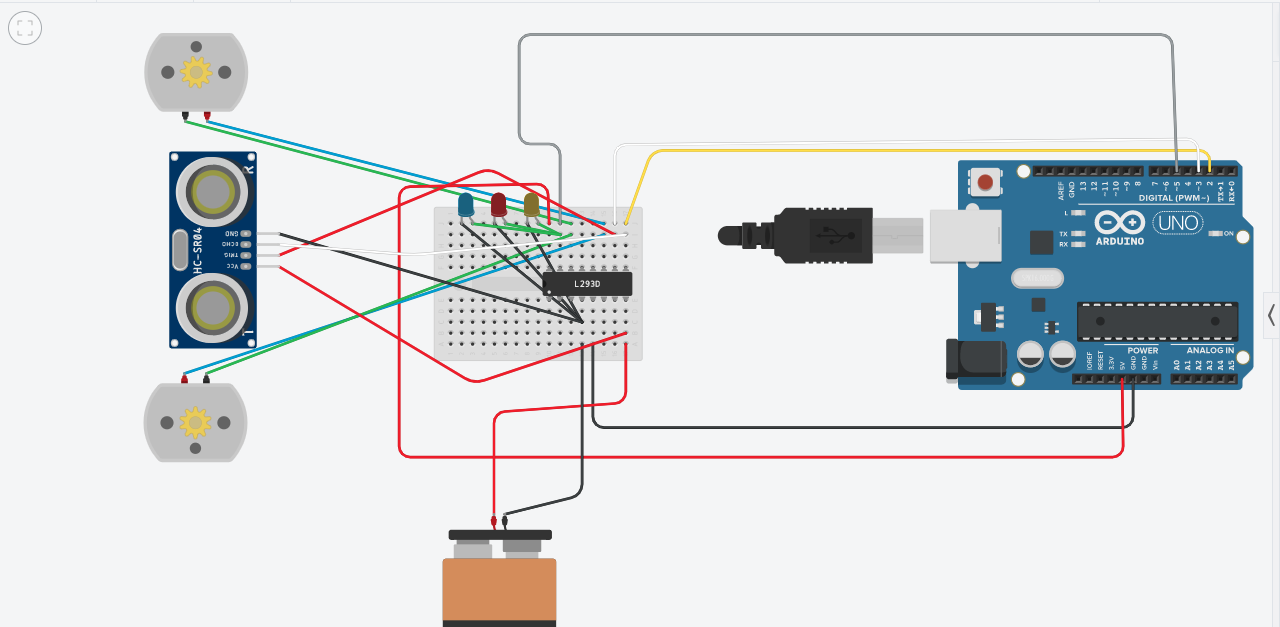 R
HC-SR04
GND
ECHO
TRIG
VCC
T
L293D
AREF
GND
13
12
~11
~10
~9
8
7
~6
~5
4
~3
2
TX→1
RX←0
DIGITAL (PWM~)
L
TX
RX
ARDUINO
UNO
ON
IOREF
RESET
3.3V
5V
GND
GND
Vin
POWER
ANALOG IN
A0
A1
A2
A3
A4
A5